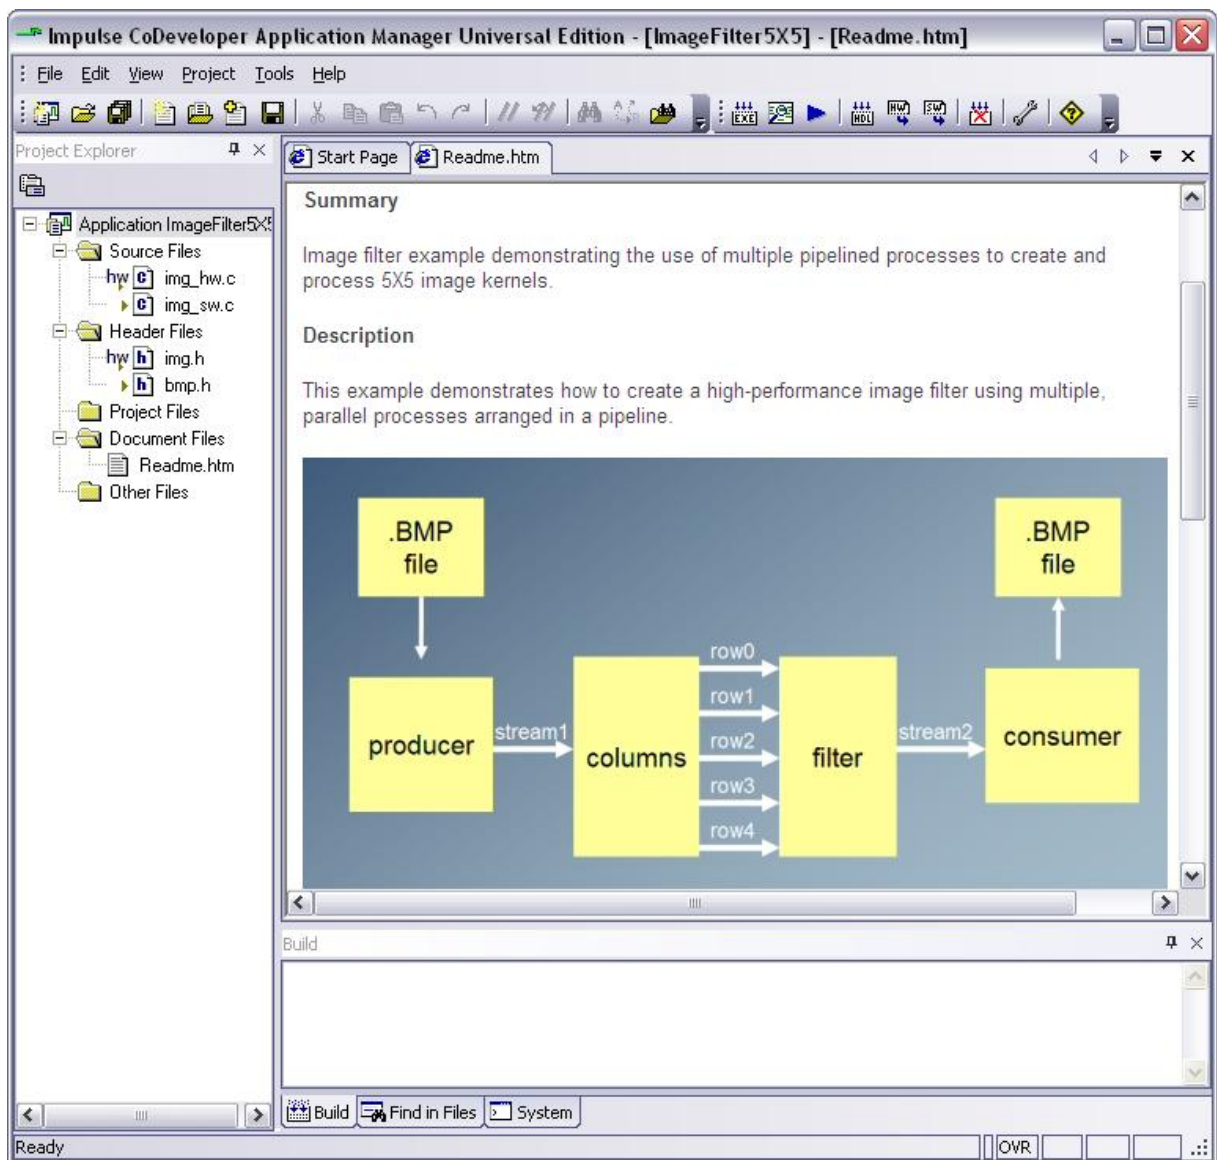 Impulse CoDeveloper Application Manager Universal Edition - [ImageFilter5X5] - [Readme.htm]
File Edit View Project Tools Help
EXE HDL HW SW
Project Explorer
Start Page Readme.htm
Application ImageFilter5X5
Source Files
hw img_hw.c
img_sw.c
Header Files
hw img.h
bmp.h
Project Files
Document Files
Readme.htm
Other Files
Summary
Image filter example demonstrating the use of multiple pipelined processes to create and
process 5X5 image kernels.
Description
This example demonstrates how to create a high-performance image filter using multiple,
parallel processes arranged in a pipeline.
.BMP
file
.BMP
file
producer
stream1
columns
row0
row1
row2
row3
row4
filter
stream2
consumer
Build
Build Find in Files System
Ready
OVR